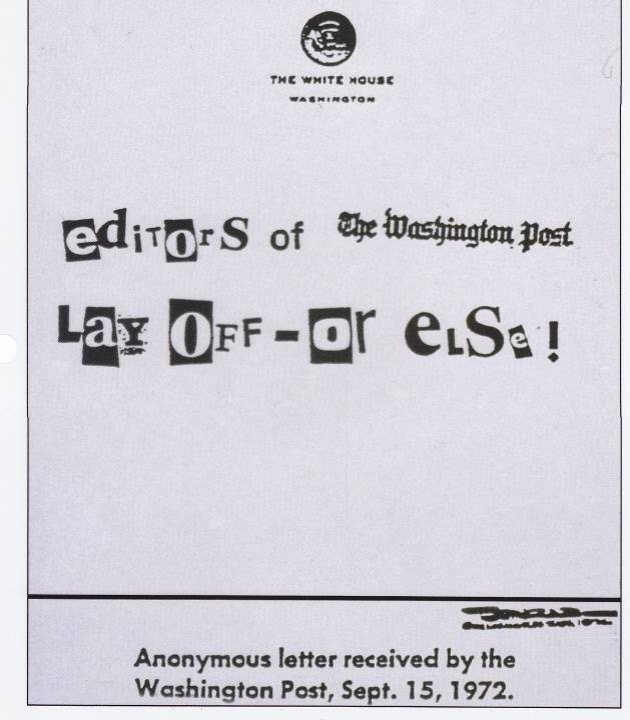 THE WHITE HOUSE
WASHINGTON
editors of The Washington Post
Lay Off - or eLSe!
Anonymous letter received by the
Washington Post, Sept. 15, 1972.